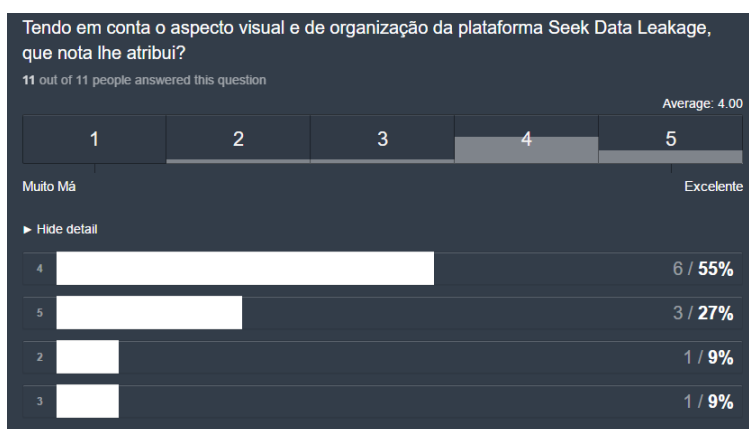 Tendo em conta o aspecto visual e de organização da plataforma Seek Data Leakage,
que nota lhe atribui?
11 out of 11 people answered this question
Average: 4.00
1 2 3 4 5
Muito Má Excelente
► Hide detail
4 6 / 55%
5 3 / 27%
2 1 / 9%
3 1 / 9%